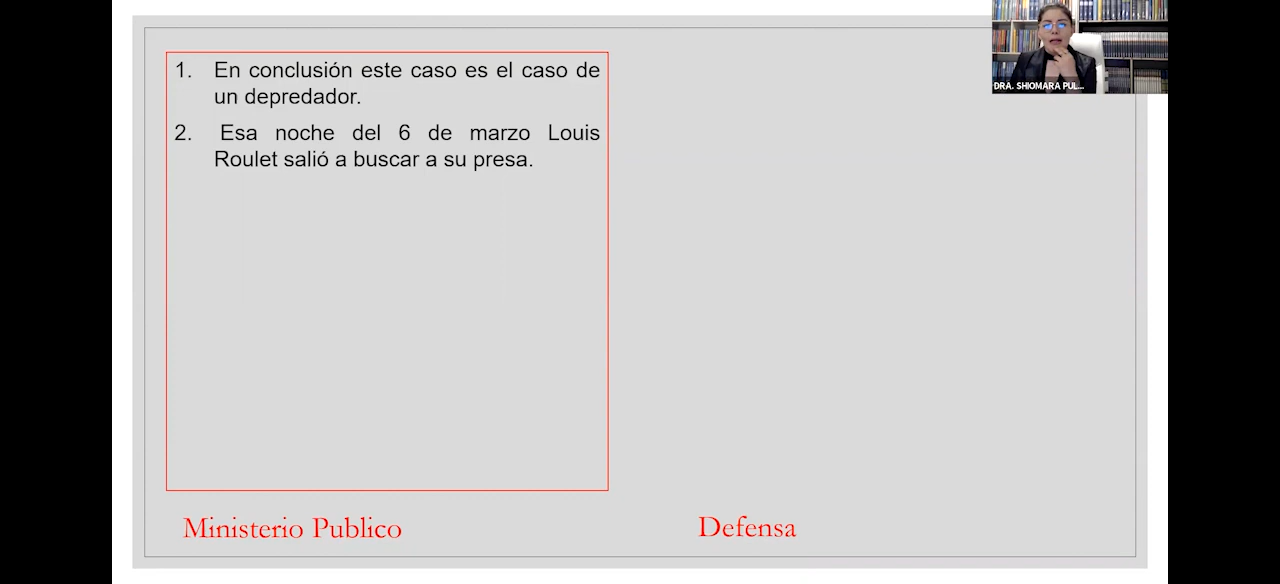 DRA. SHIOMARA PUL...
1. En conclusión este caso es el caso de
un depredador.
2. Esa noche del 6 de marzo Louis
Roulet salió a buscar a su presa.
Ministerio Publico
Defensa